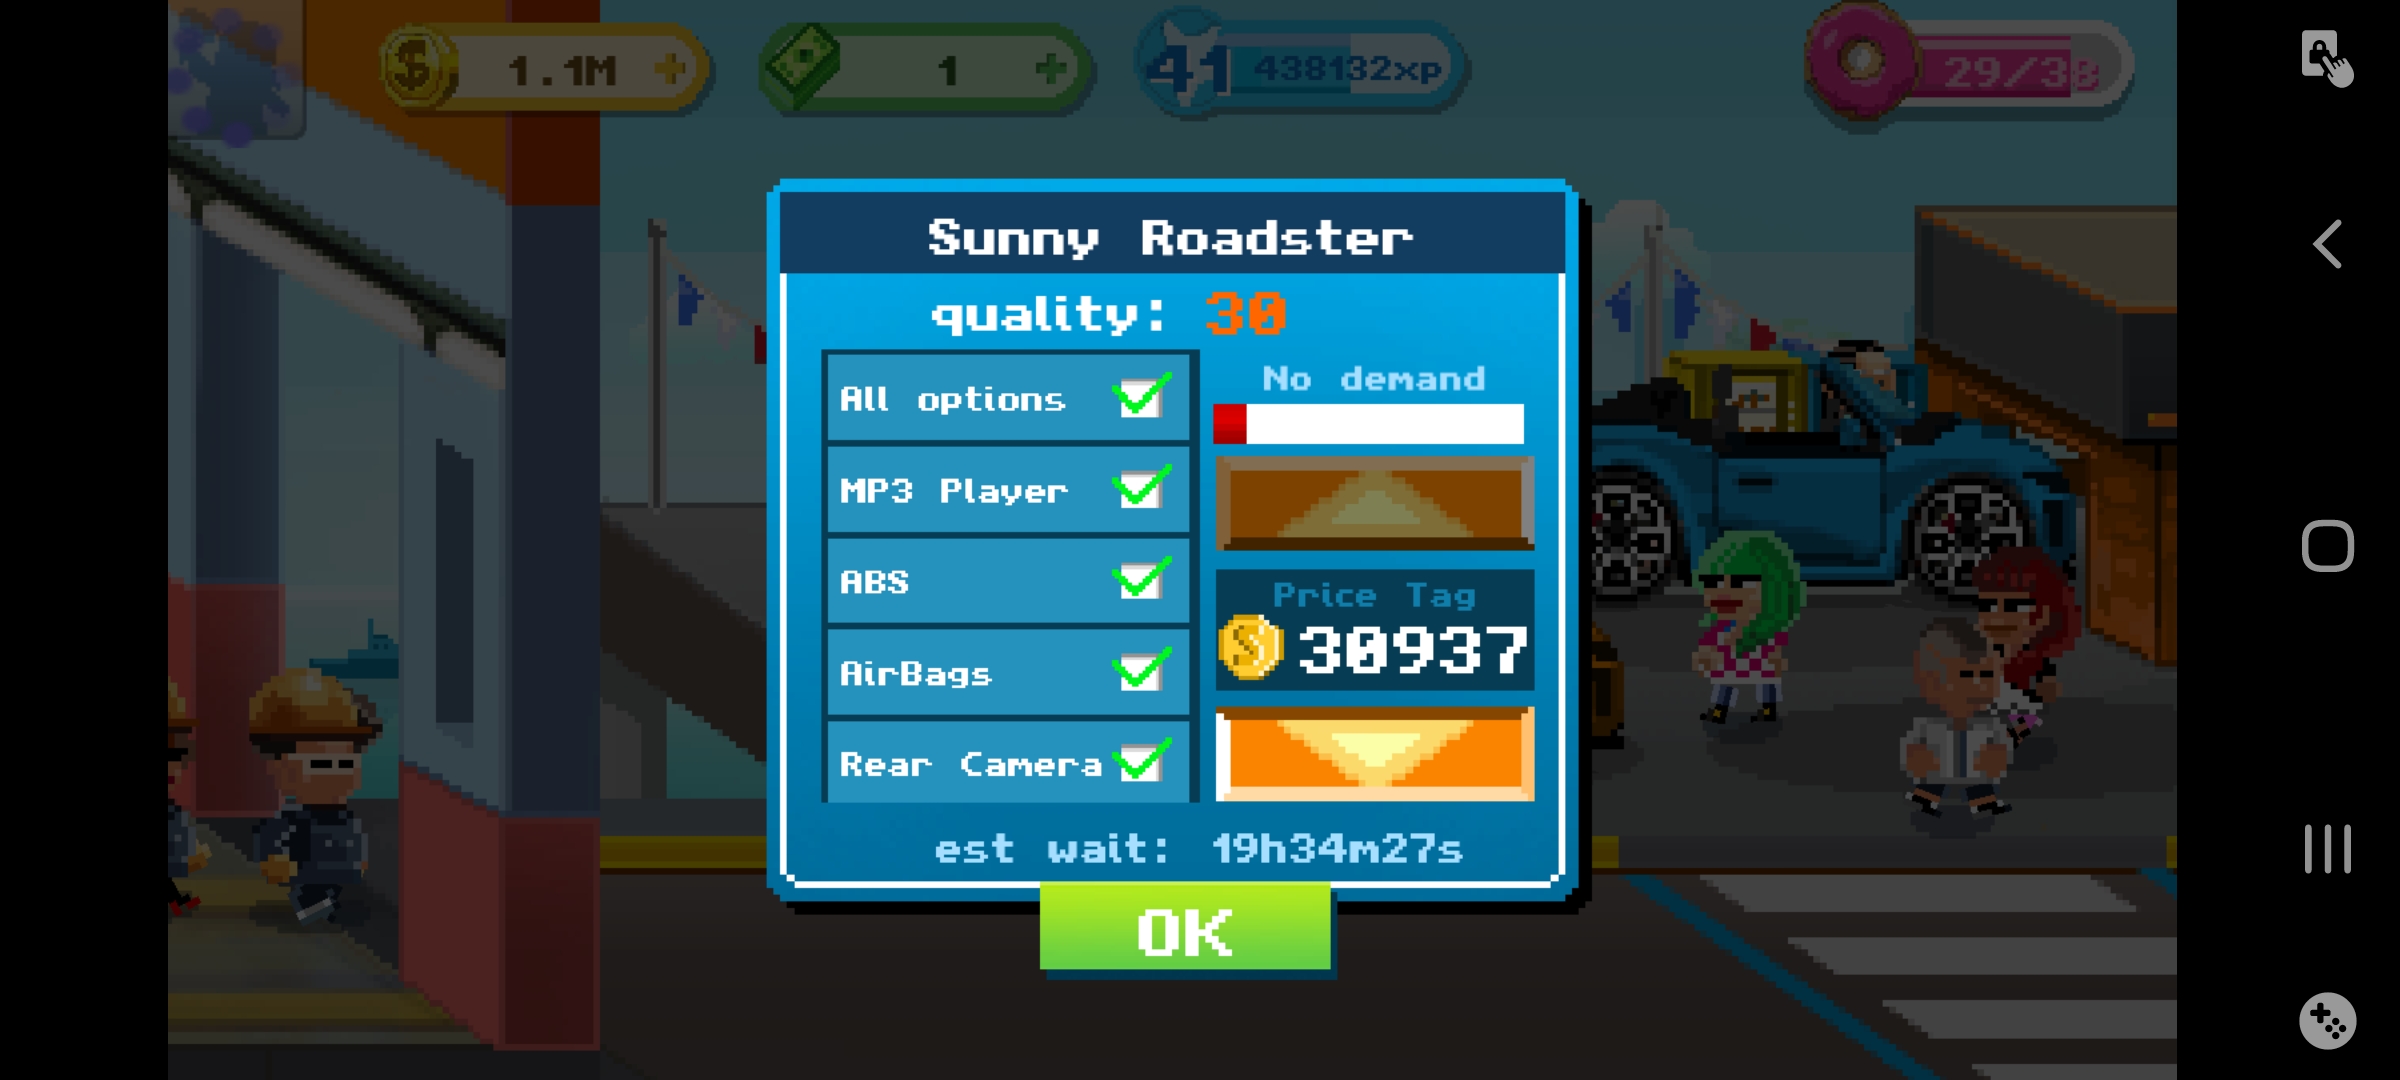 1.1M
1
41
438132xp
29/38
Sunny Roadster
quality: 30
All options
MP3 Player
ABS
AirBags
Rear Camera
No demand
Price Tag
30937
est wait: 19h34m27s
OK